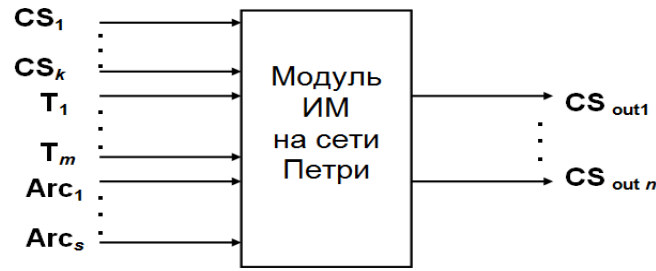 CS1
CSk
T1
Tm
Arc1
Arcs
Модуль
ИМ
на сети
Петри
CS out1
CS out n